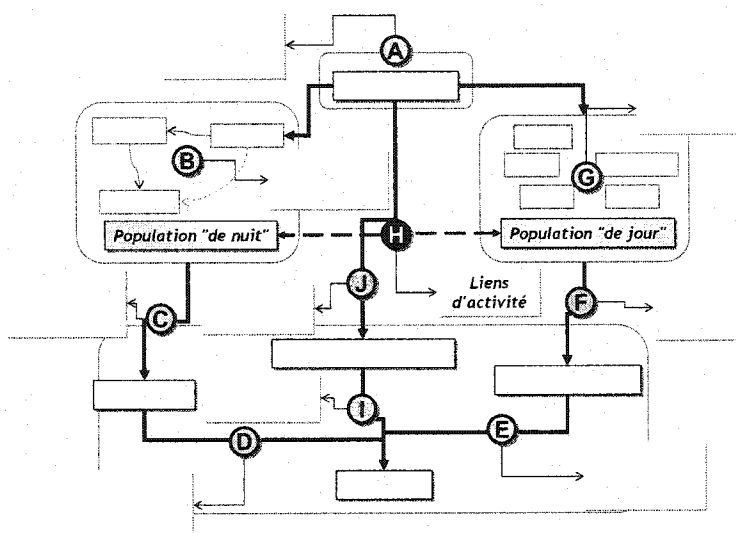 A
B
G
Population "de nuit"
H
Population "de jour"
J
Liens
d'activité
F
C
I
D
E